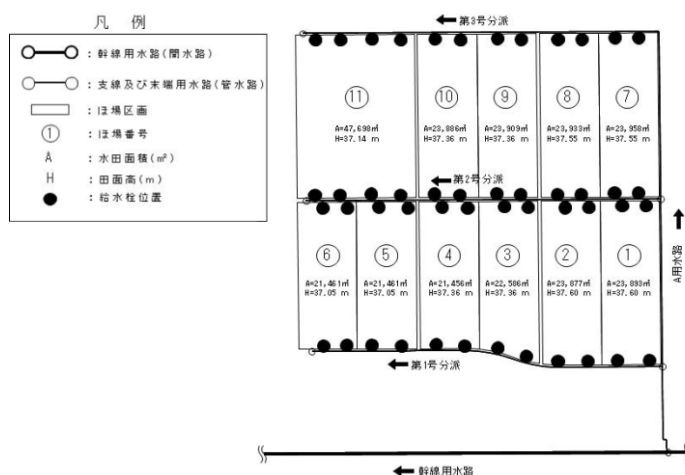 凡 例
: 幹線用水路(開水路)
: 支線及び末端用水路(管水路)
: ほ場区画
① : ほ場番号
A : 水田面積(㎡)
H : 田面高(m)
: 給水栓位置
第3号分派
⑪
A=47,698㎡
H=37.14 m
⑩
A=23,886㎡
H=37.36 m
⑨
A=23,909㎡
H=37.36 m
⑧
A=23,933㎡
H=37.55 m
⑦
A=23,958㎡
H=37.55 m
第2号分派
⑥
A=21,461㎡
H=37.05 m
⑤
A=21,461㎡
H=37.05 m
④
A=21,456㎡
H=37.36 m
③
A=22,586㎡
H=37.36 m
②
A=23,877㎡
H=37.60 m
①
A=23,893㎡
H=37.60 m
A用水路
第1号分派
幹線用水路